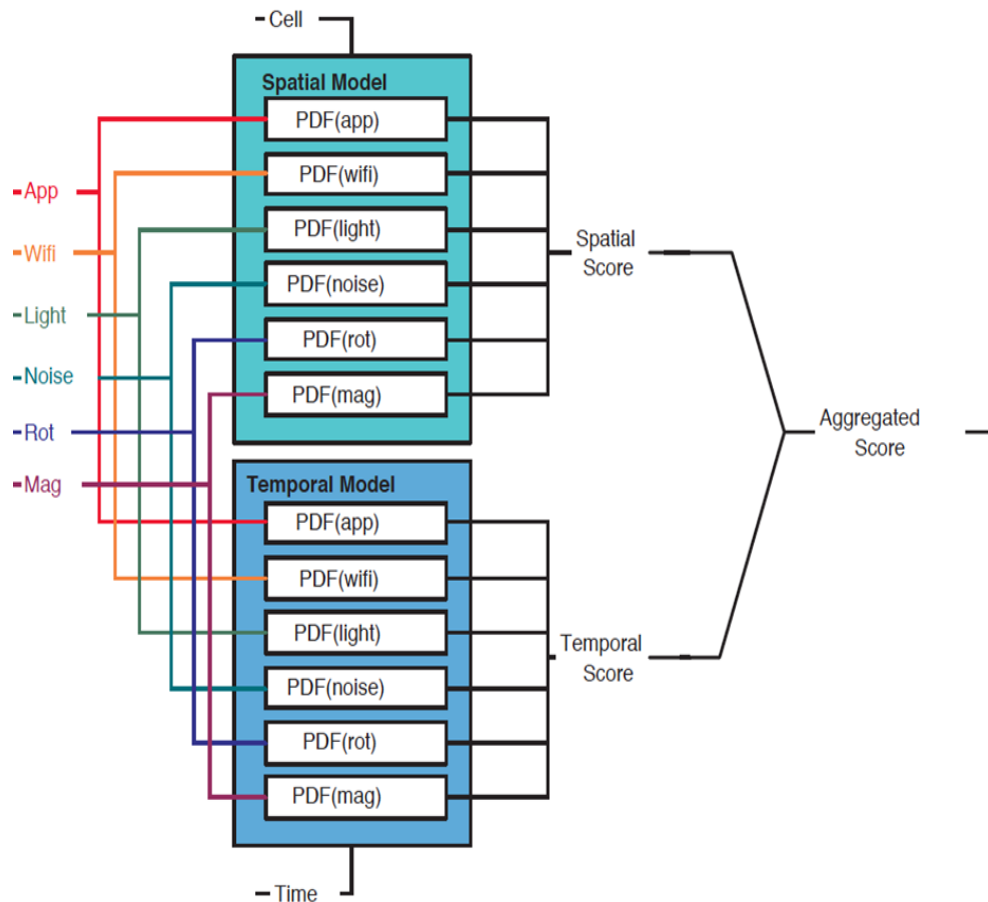 Cell
Spatial Model
PDF(app)
PDF(wifi)
PDF(light)
PDF(noise)
PDF(rot)
PDF(mag)
App
Wifi
Light
Noise
Rot
Mag
Spatial
Score
Aggregated
Score
Temporal Model
PDF(app)
PDF(wifi)
PDF(light)
PDF(noise)
PDF(rot)
PDF(mag)
Temporal
Score
Time